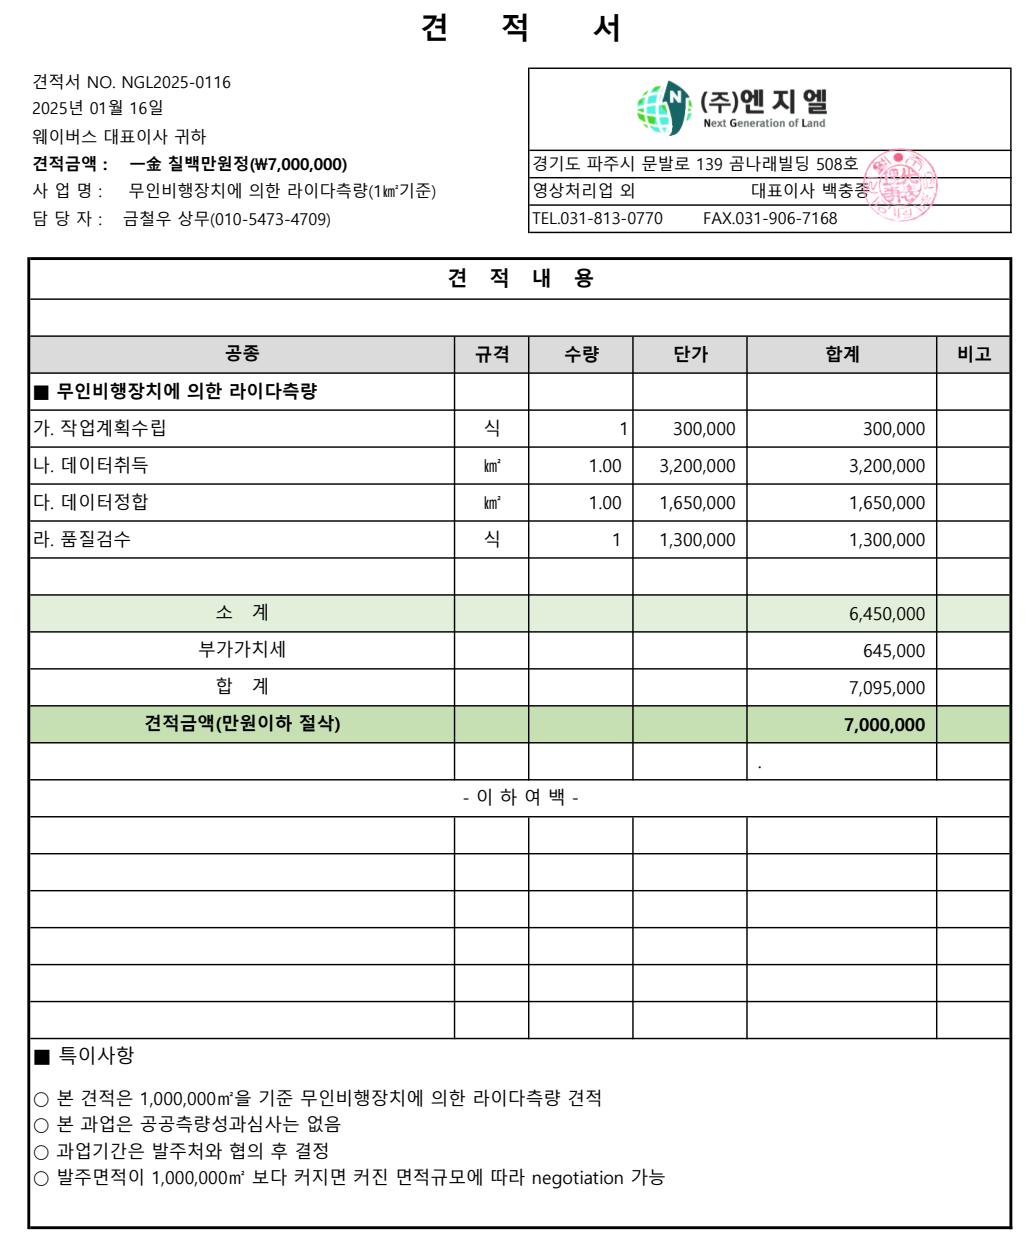 견 적 서
견적서 NO. NGL2025-0116
2025년 01월 16일
웨이버스 대표이사 귀하
견적금액 : 一金 칠백만원정(₩7,000,000)
사 업 명 : 무인비행장치에 의한 라이다측량(1㎢기준)
담 당 자 : 금철우 상무(010-5473-4709)
N
(주)엔지엘
Next Generation of Land
경기도 파주시 문발로 139 곰나래빌딩 508호
영상처리업 외 대표이사 백충종
TEL.031-813-0770 FAX.031-906-7168
견 적 내 용
공종 규격 수량 단가 합계 비고
■ 무인비행장치에 의한 라이다측량
가. 작업계획수립 식 1 300,000 300,000
나. 데이터취득 ㎢ 1.00 3,200,000 3,200,000
다. 데이터정합 ㎢ 1.00 1,650,000 1,650,000
라. 품질검수 식 1 1,300,000 1,300,000
소 계 6,450,000
부가가치세 645,000
합 계 7,095,000
견적금액(만원이하 절삭) 7,000,000
.
- 이 하 여 백 -
■ 특이사항
○ 본 견적은 1,000,000㎡을 기준 무인비행장치에 의한 라이다측량 견적
○ 본 과업은 공공측량성과심사는 없음
○ 과업기간은 발주처와 협의 후 결정
○ 발주면적이 1,000,000㎡ 보다 커지면 커진 면적규모에 따라 negotiation 가능